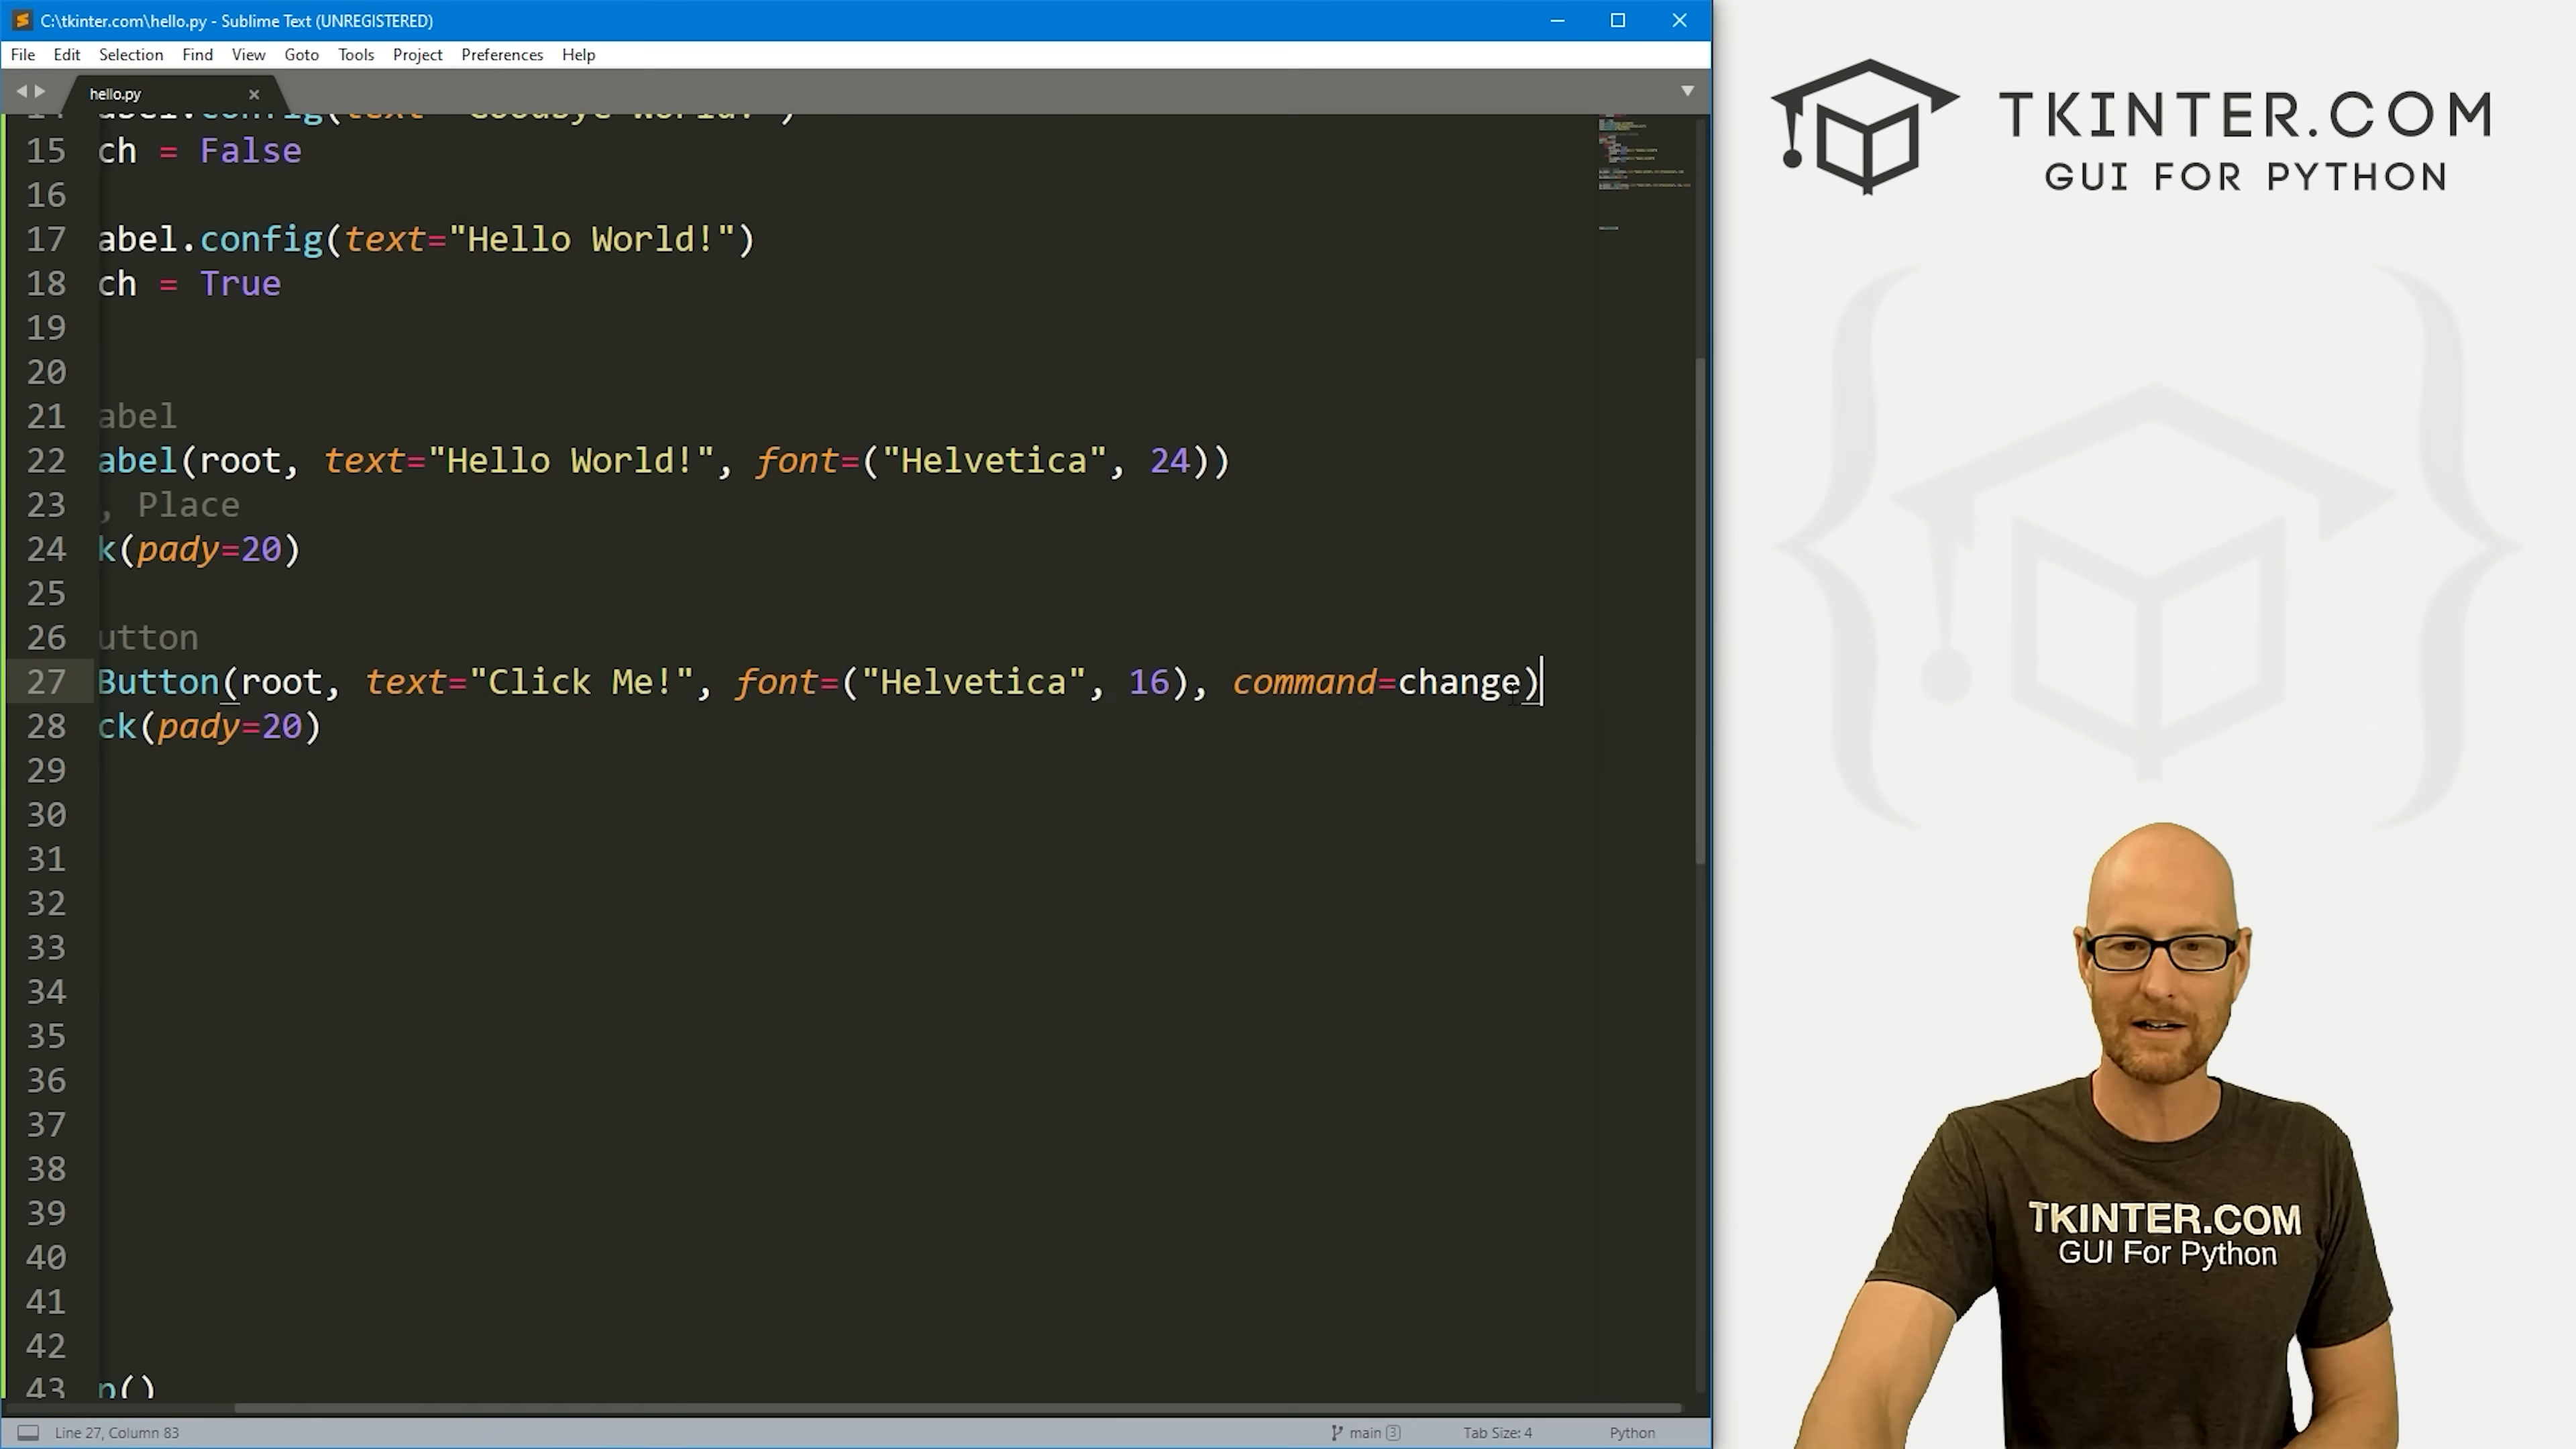 C:\tkinter.com\hello.py - Sublime Text (UNREGISTERED)
File Edit Selection Find View Goto Tools Project Preferences Help
hello.py
abel.config(text="Goodbye World!")
15 ch = False
16
17 abel.config(text="Hello World!")
18 ch = True
19
20
21 abel
22 abel(root, text="Hello World!", font=("Helvetica", 24))
23 , Place
24 k(pady=20)
25
26 utton
27 Button(root, text="Click Me!", font=("Helvetica", 16), command=change)
28 ck(pady=20)
29
30
31
32
33
34
35
36
37
38
39
40
41
42
43 p()
Line 27, Column 83
main 3
Tab Size: 4
Python
TKINTER.COM
GUI FOR PYTHON
TKINTER.COM
GUI For Python